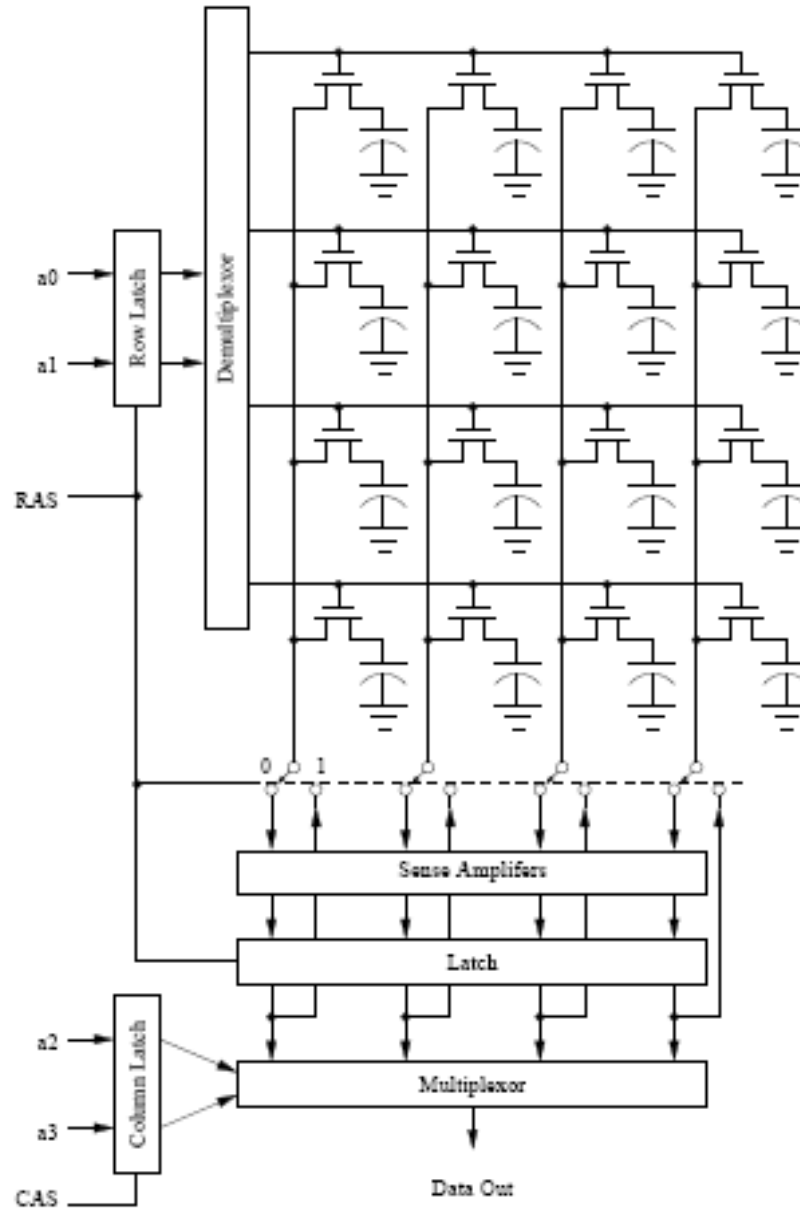 Demultiplexor
Row Latch
a0
a1
RAS
0 1
Sense Amplifers
Latch
Column Latch
a2
a3
Multiplexor
CAS
Data Out